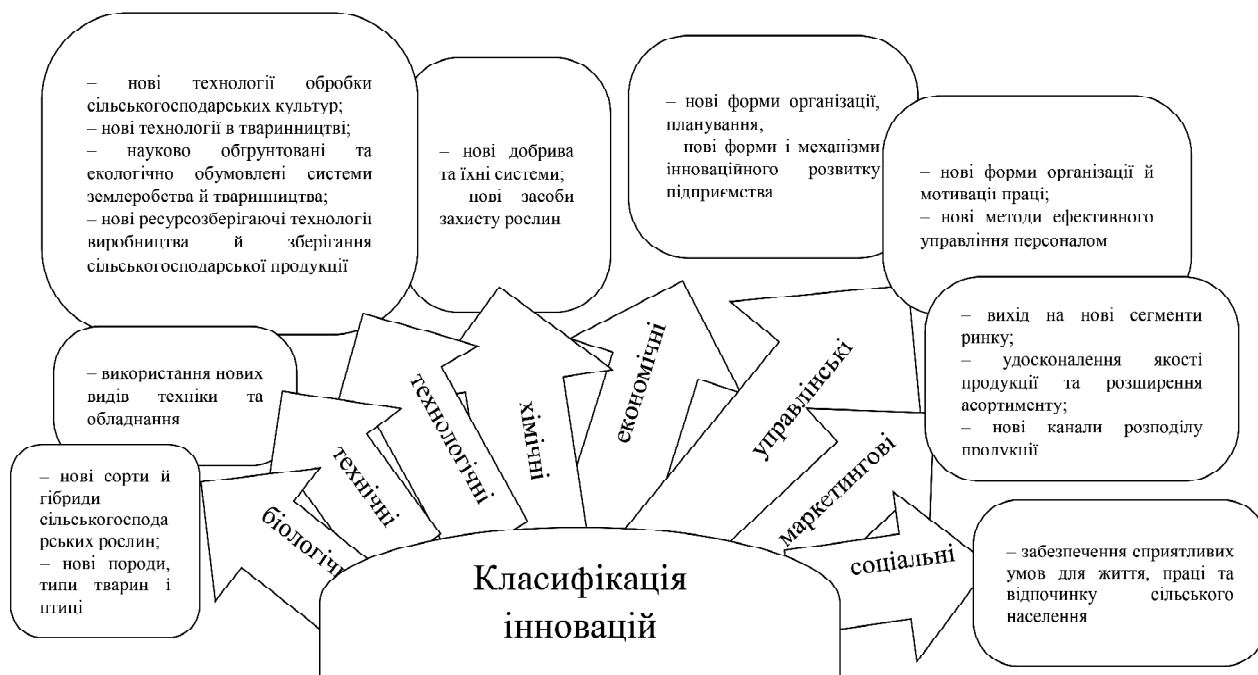 – нові технології обробки
сільськогосподарських культур;
– нові технології в тваринництві;
– науково обґрунтовані та
екологічно обумовлені системи
землеробства й тваринництва;
– нові ресурсозберігаючі технології
виробництва й зберігання
сільськогосподарської продукції
– нові добрива
та їхні системи;
нові засоби
захисту рослин
– нові форми організації,
планування;
нові форми і механізми
інноваційного розвитку
підприємства
– нові форми організації й
мотивації праці;
– нові методи ефективного
управління персоналом
– використання нових
видів техніки та
обладнання
– вихід на нові сегменти
ринку;
– удосконалення якості
продукції та розширення
асортименту;
– нові канали розподілу
продукції
– нові сорти й
гібриди
сільськогоспода
рських рослин;
– нові породи,
типи тварин і
птиці
– забезпечення сприятливих
умов для життя, праці та
відпочинку сільського
населення
біологічн
технічні
технологічні
хімічні
економічні
управлінські
маркетингові
соціальні
Класифікація
інновацій